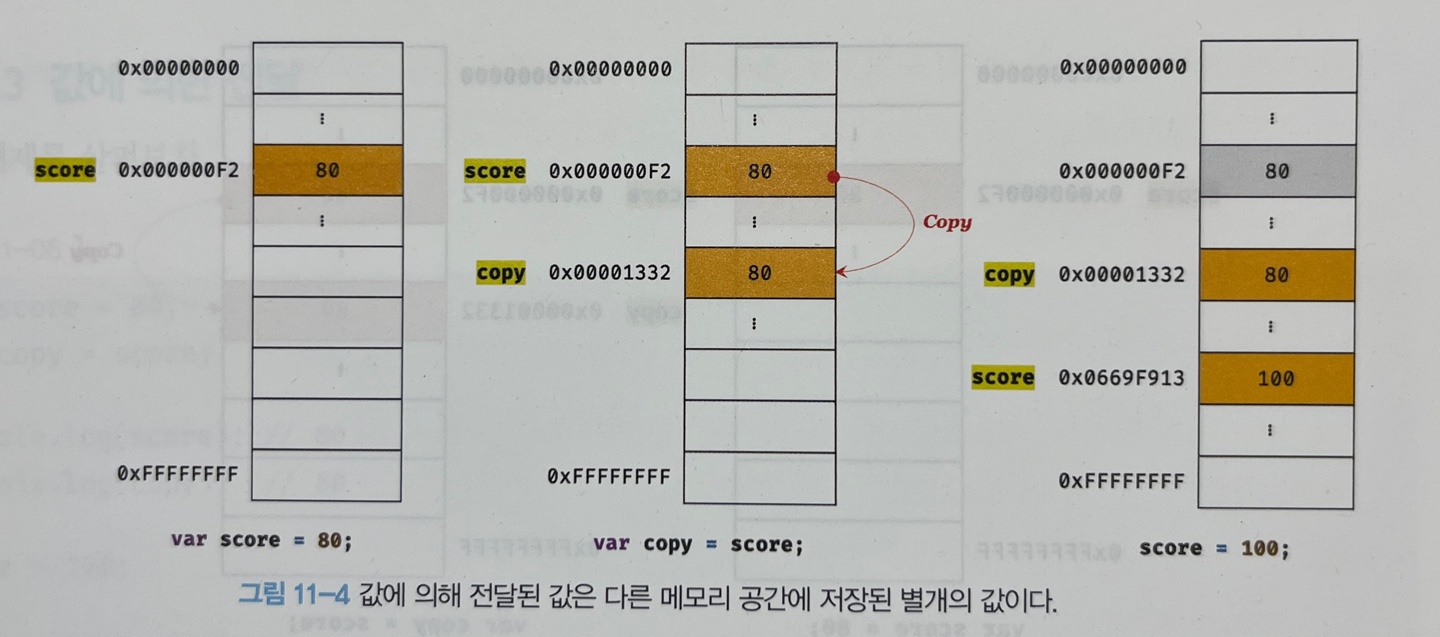 0x00000000
⋮
score 0x000000F2 80
⋮
0xFFFFFFFF
var score = 80;
0x00000000
⋮
score 0x000000F2 80
⋮
Copy
copy 0x00001332 80
⋮
0xFFFFFFFF
var copy = score;
0x00000000
⋮
0x000000F2 80
⋮
copy 0x00001332 80
⋮
score 0x0669F913 100
⋮
0xFFFFFFFF
score = 100;
그림 11-4 값에 의해 전달된 값은 다른 메모리 공간에 저장된 별개의 값이다.